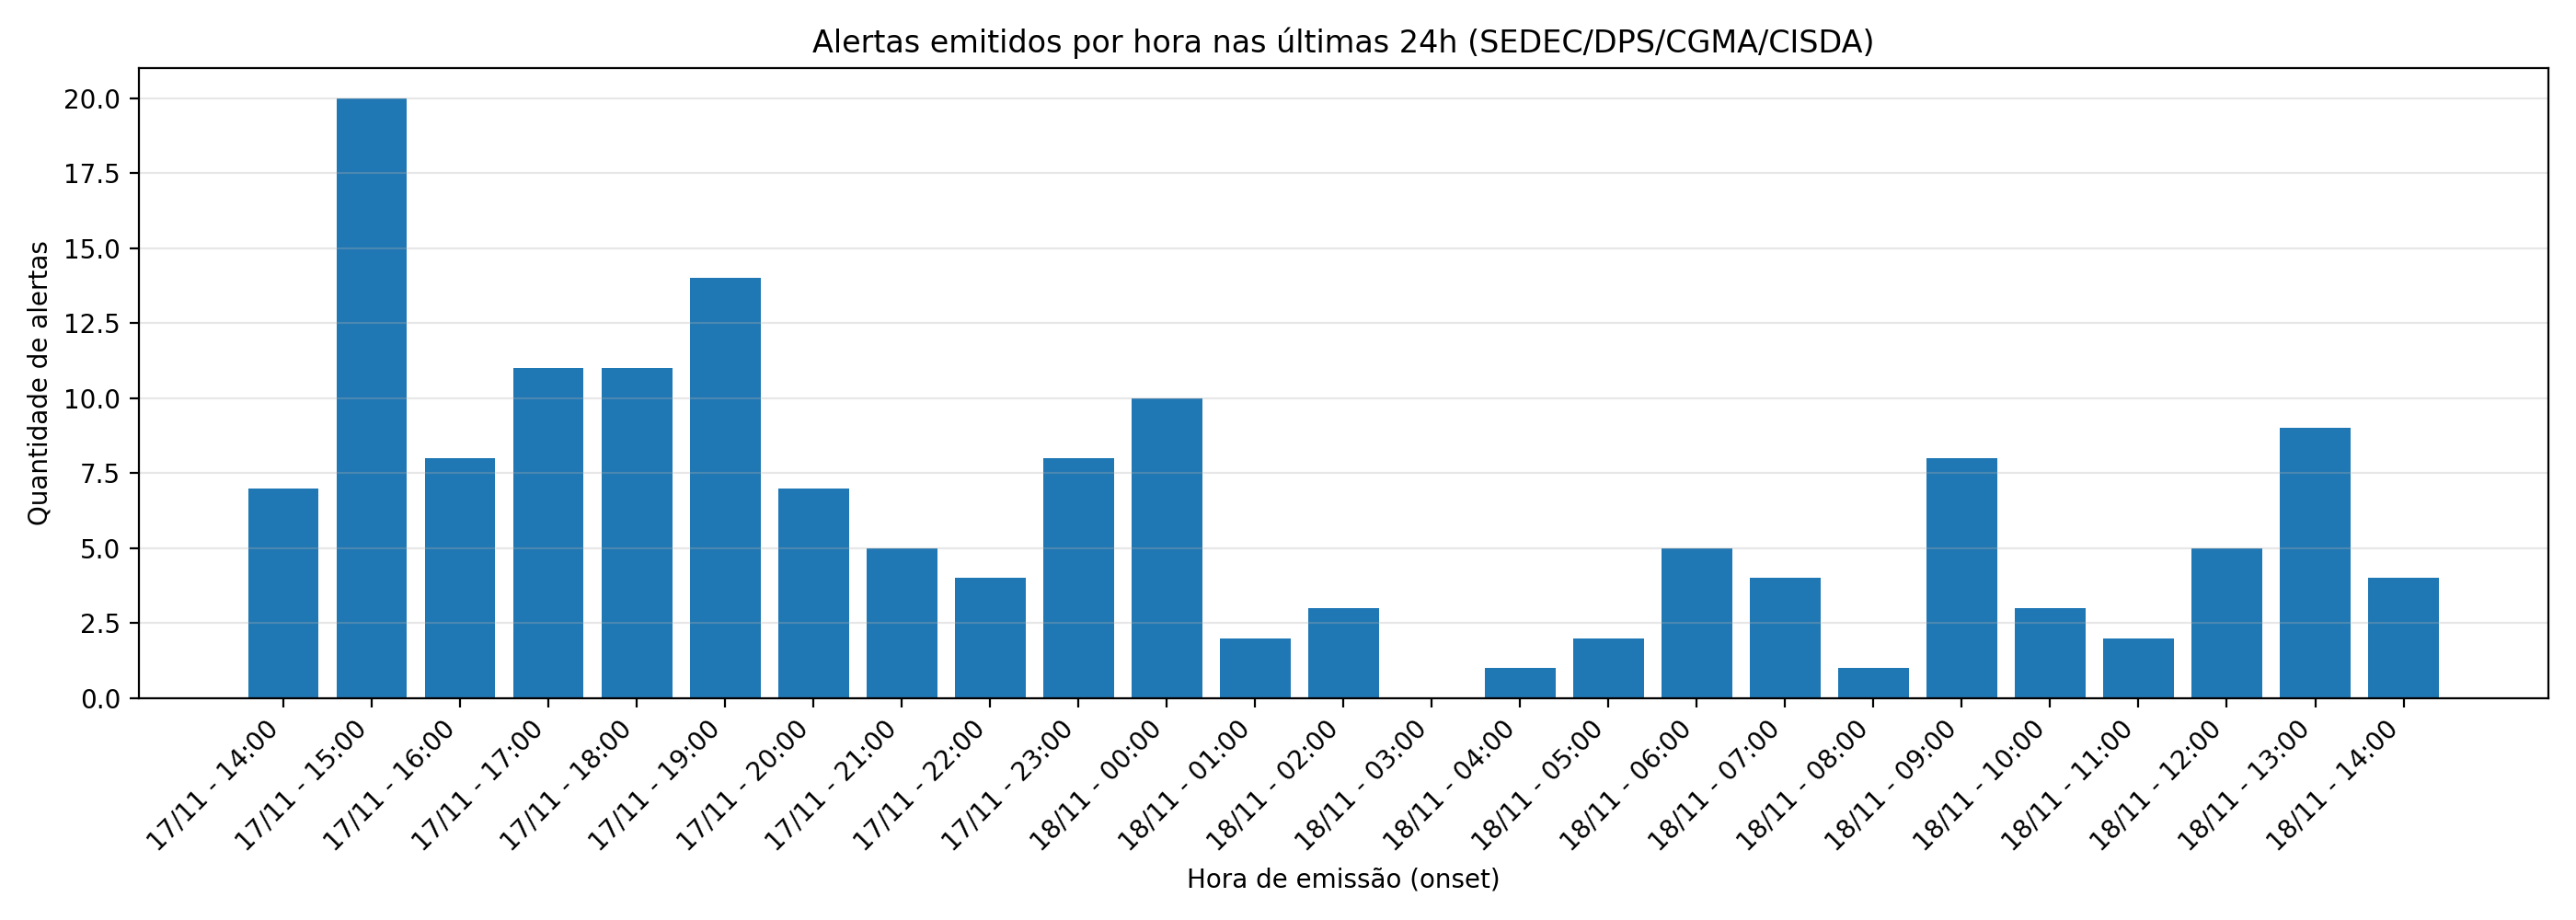 Alertas emitidos por hora nas últimas 24h (SEDEC/DPS/CGMA/CISDA)
Quantidade de alertas
20.0
17.5
15.0
12.5
10.0
7.5
5.0
2.5
0.0
17/11 - 14:00
17/11 - 15:00
17/11 - 16:00
17/11 - 17:00
17/11 - 18:00
17/11 - 19:00
17/11 - 20:00
17/11 - 21:00
17/11 - 22:00
17/11 - 23:00
18/11 - 00:00
18/11 - 01:00
18/11 - 02:00
18/11 - 03:00
18/11 - 04:00
18/11 - 05:00
18/11 - 06:00
18/11 - 07:00
18/11 - 08:00
18/11 - 09:00
18/11 - 10:00
18/11 - 11:00
18/11 - 12:00
18/11 - 13:00
18/11 - 14:00
Hora de emissão (onset)